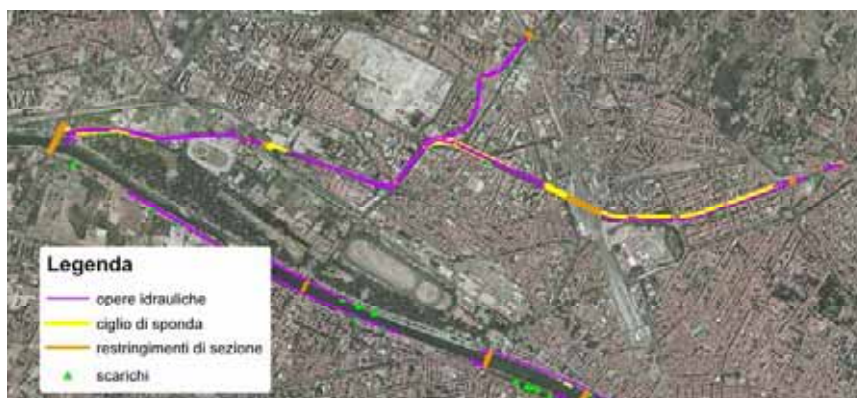 Legenda
opere idrauliche
ciglio di sponda
restringimenti di sezione
scarichi